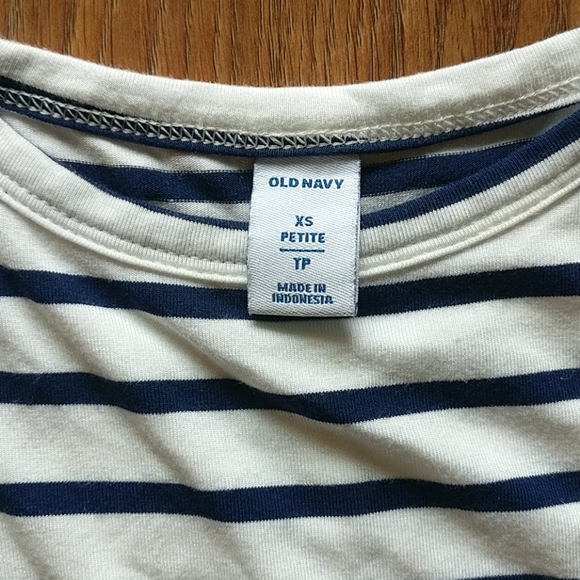 OLD NAVY
XS
PETITE
TP
MADE IN
INDONESIA